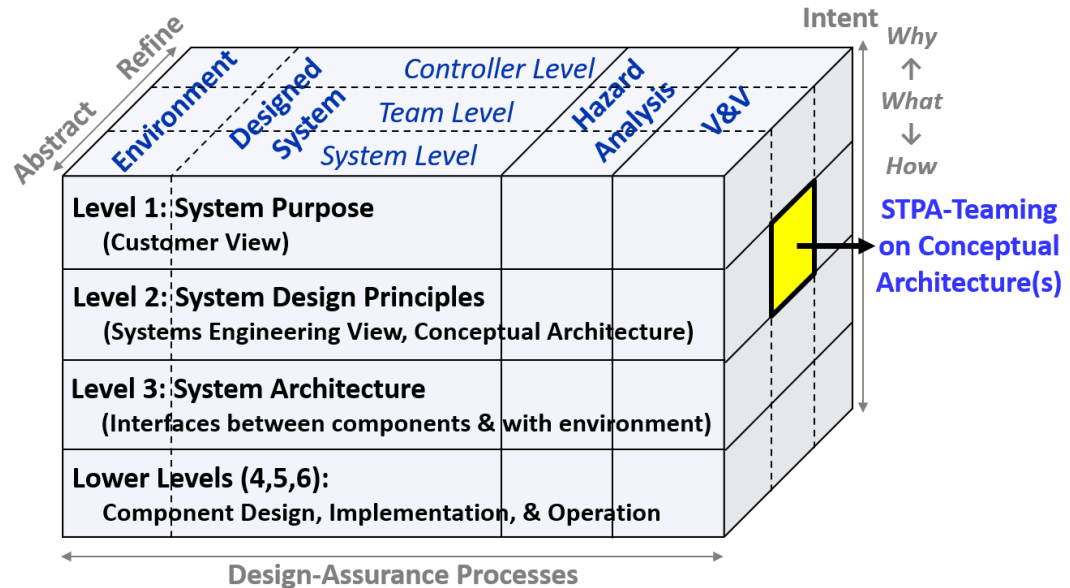 Intent
Why
What
How
Refine
Abstract
Environment
Designed
System
Controller Level
Team Level
System Level
Hazard
Analysis
V&V
Level 1: System Purpose
(Customer View)
Level 2: System Design Principles
(Systems Engineering View, Conceptual Architecture)
Level 3: System Architecture
(Interfaces between components & with environment)
Lower Levels (4,5,6):
Component Design, Implementation, & Operation
STPA-Teaming
on Conceptual
Architecture(s)
Design-Assurance Processes